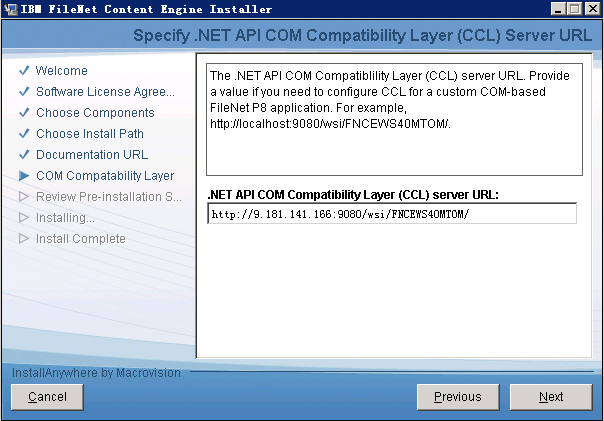 IBM FileNet Content Engine Installer
Specify .NET API COM Compatibility Layer (CCL) Server URL
Welcome
Software License Agree...
Choose Components
Choose Install Path
Documentation URL
COM Compatability Layer
Review Pre-installation S...
Installing...
Install Complete
The .NET API COM Compatiblility Layer (CCL) server URL. Provide
a value if you need to configure CCL for a custom COM-based
FileNet P8 application. For example,
http://localhost:9080/wsi/FNCEWS40MTOM/.
.NET API COM Compatibility Layer (CCL) server URL:
http://9.181.141.166:9080/wsi/FNCEWS40MTOM/
InstallAnywhere by Macrovision
Cancel
Previous
Next